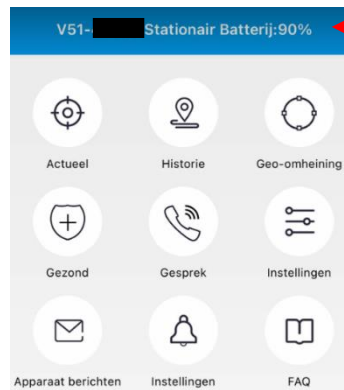 V51- Stationair Batterij:90%
Actueel Historie Geo-omheining
Gezond Gesprek Instellingen
Apparaat berichten Instellingen FAQ